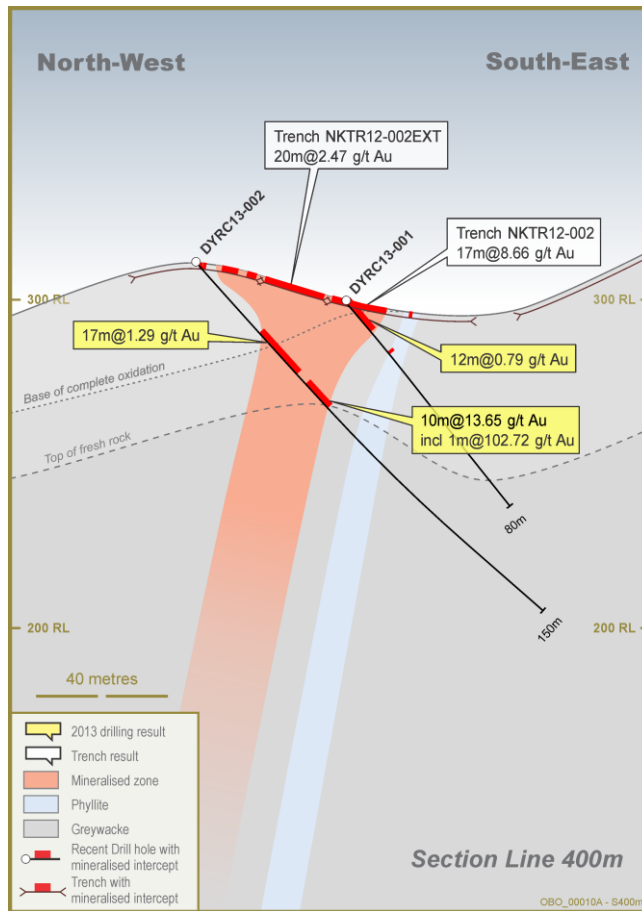 North-West
South-East
Trench NKTR12-002EXT
20m@2.47 g/t Au
DYRC13-002
DYRC13-001
Trench NKTR12-002
17m@8.66 g/t Au
300 RL
300 RL
17m@1.29 g/t Au
12m@0.79 g/t Au
Base of complete oxidation
10m@13.65 g/t Au
incl 1m@102.72 g/t Au
Top of fresh rock
80m
150m
200 RL
200 RL
40 metres
2013 drilling result
Trench result
Mineralised zone
Phyllite
Greywacke
Recent Drill hole with
mineralised intercept
Trench with
mineralised intercept
Section Line 400m
OBO_00010A - S400m